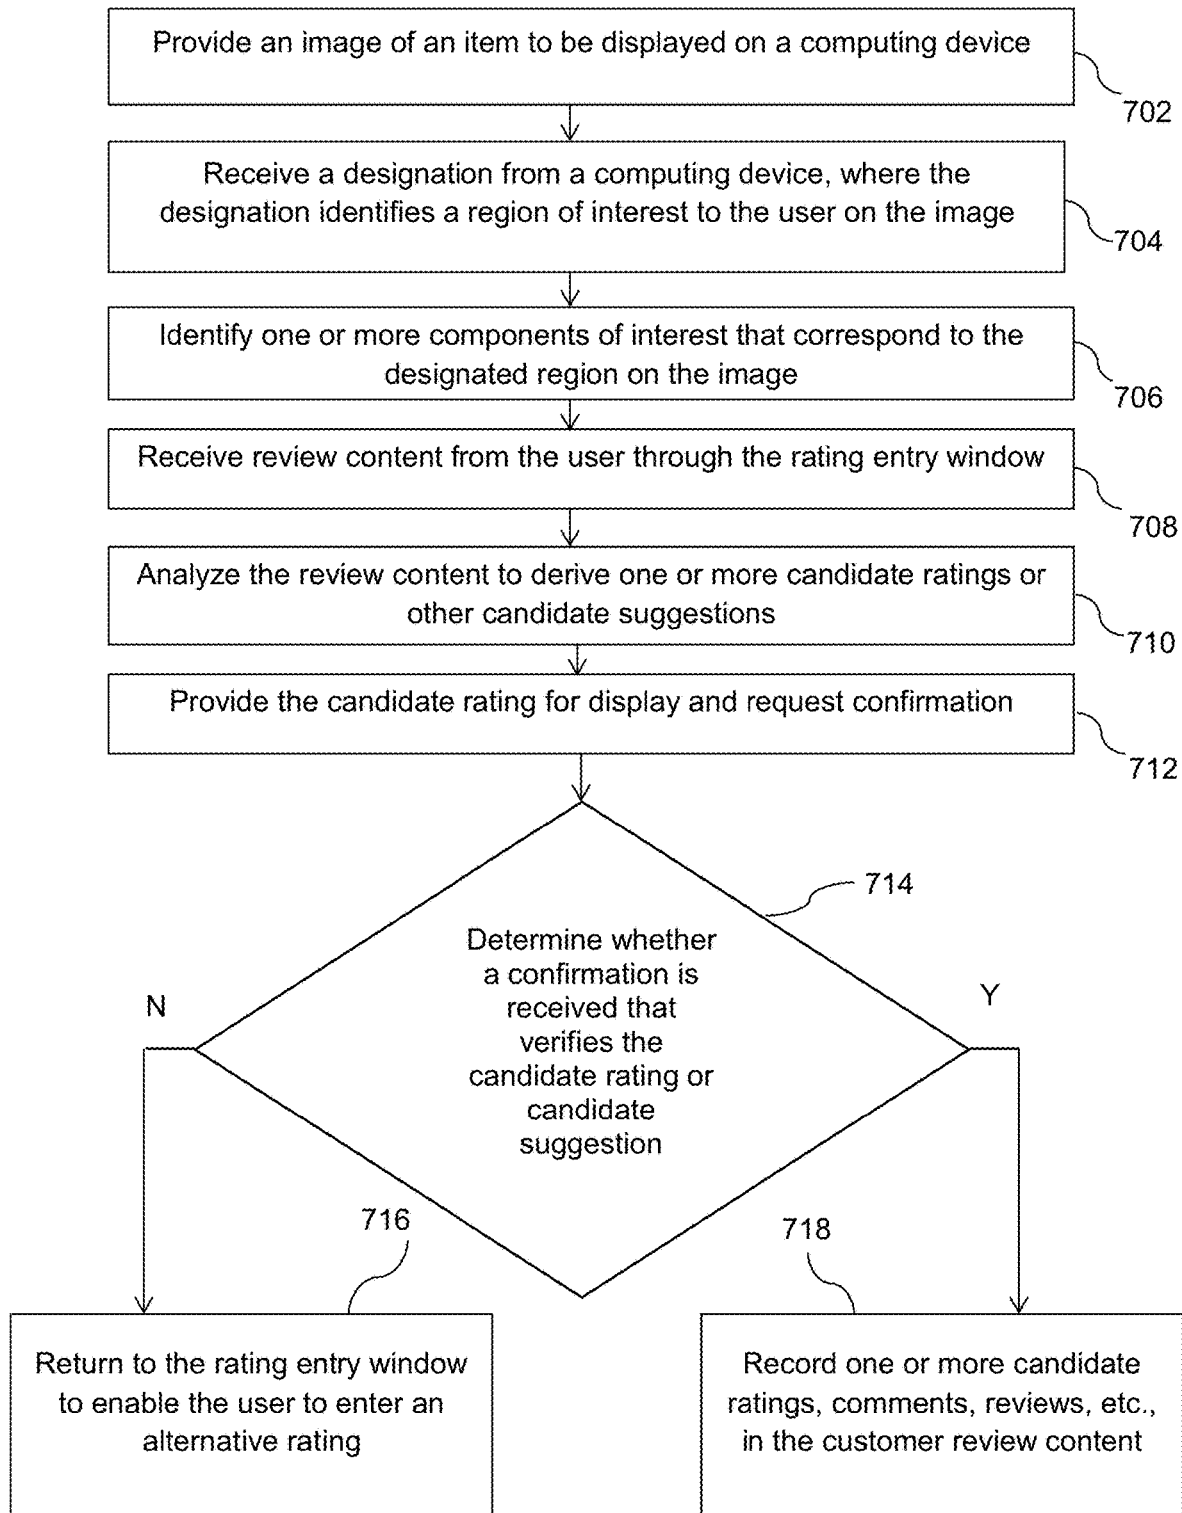 Provide an image of an item to be displayed on a computing device
702
Receive a designation from a computing device, where the
designation identifies a region of interest to the user on the image
704
Identify one or more components of interest that correspond to the
designated region on the image
706
Receive review content from the user through the rating entry window
708
Analyze the review content to derive one or more candidate ratings or
other candidate suggestions
710
Provide the candidate rating for display and request confirmation
712
714
Determine whether
a confirmation is
received that
verifies the
candidate rating or
candidate
suggestion
N
Y
716
718
Return to the rating entry window
to enable the user to enter an
alternative rating
Record one or more candidate
ratings, comments, reviews, etc.,
in the customer review content